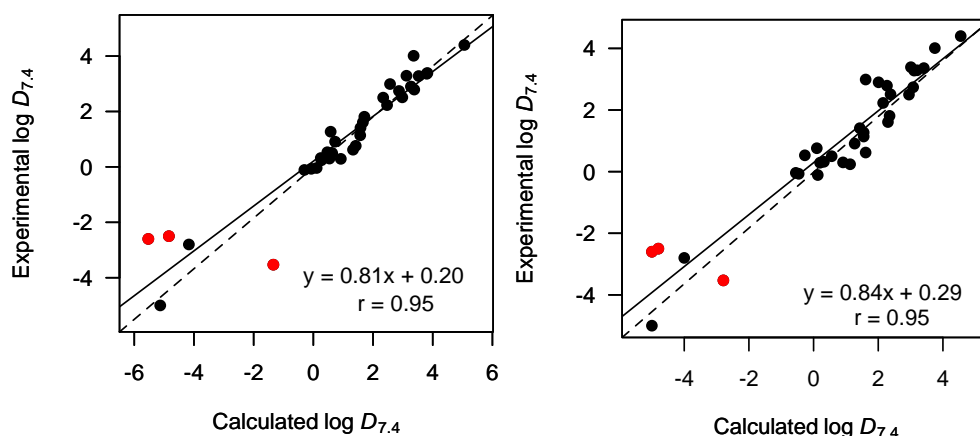 4
2
0
-2
-4
Experimental log D7.4
y = 0.81x + 0.20
r = 0.95
-6 -4 -2 0 2 4 6
Calculated log D7.4
4
2
0
-2
-4
Experimental log D7.4
y = 0.84x + 0.29
r = 0.95
-4 -2 0 2 4
Calculated log D7.4